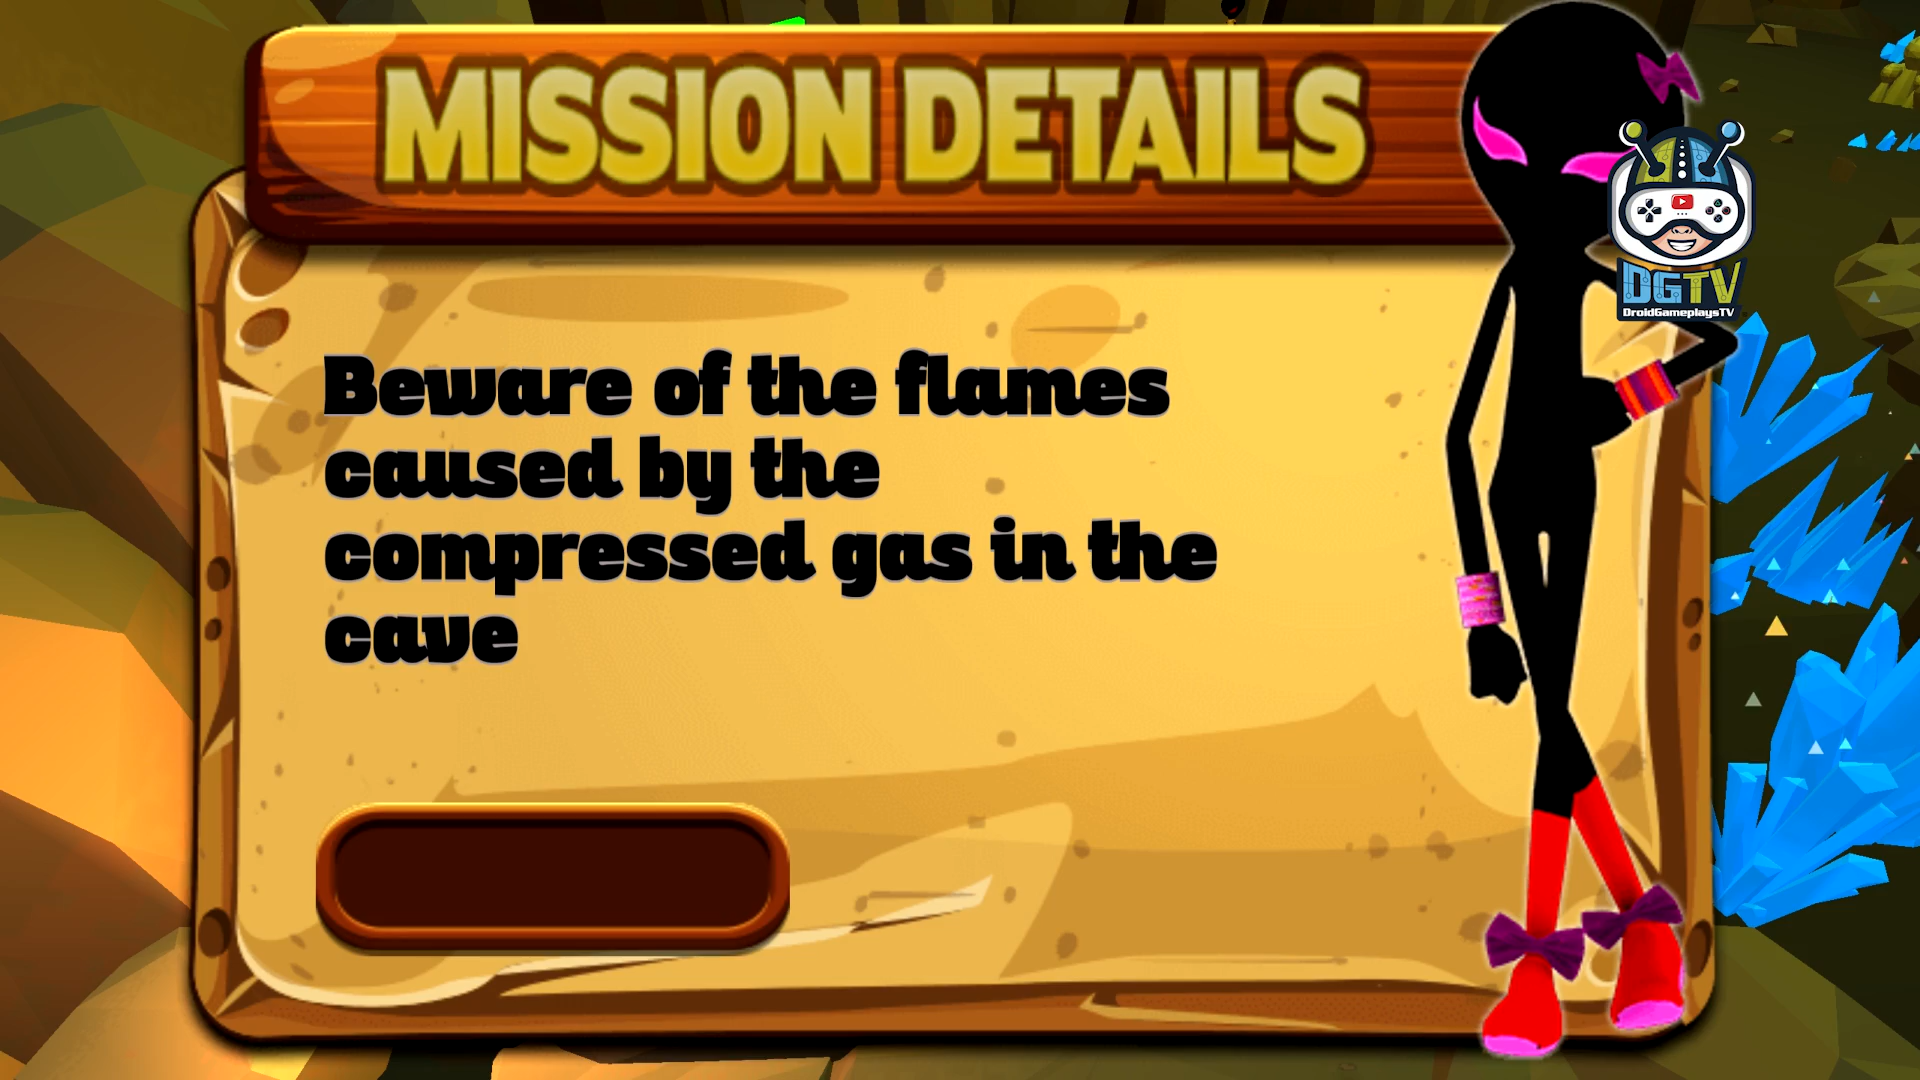 MISSION DETAILS
DGTV
DroidGameplaysTV
Beware of the flames
caused by the
compressed gas in the
cave